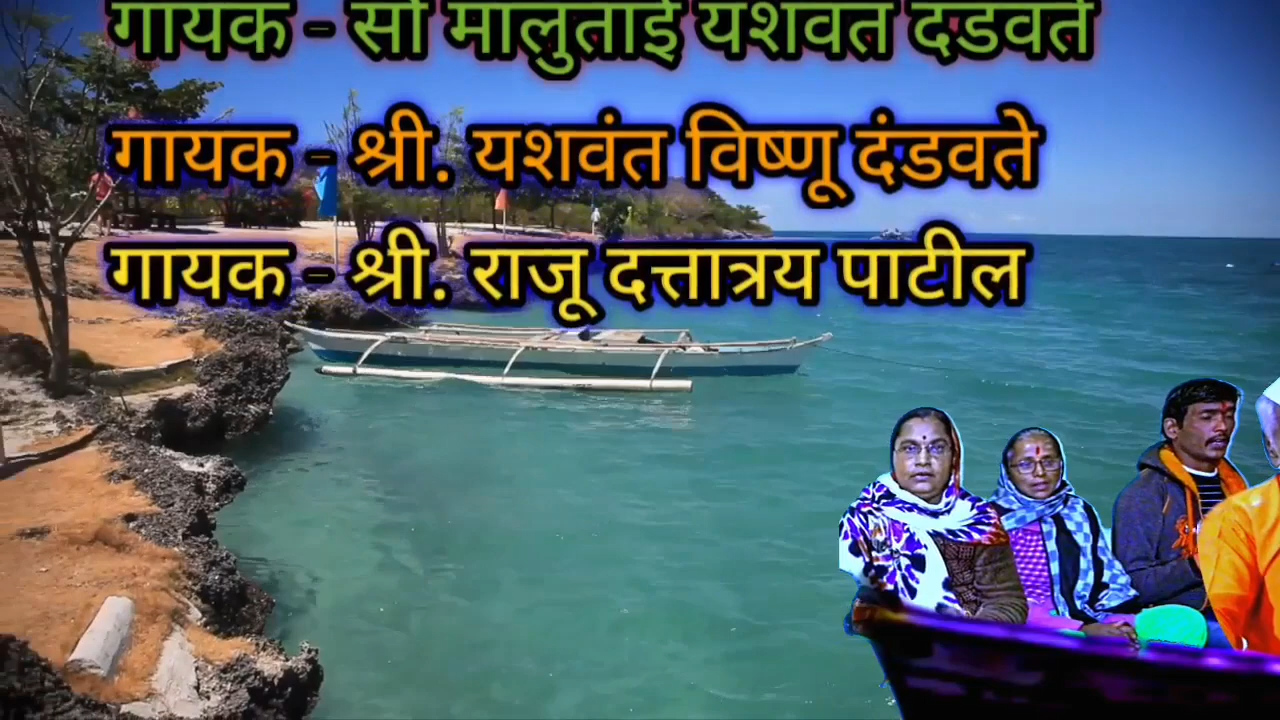 गायक - सौ मालुताई यशवंत दंडवते
गायक - श्री. यशवंत विष्णू दंडवते
गायक - श्री. राजू दत्तात्रय पाटील